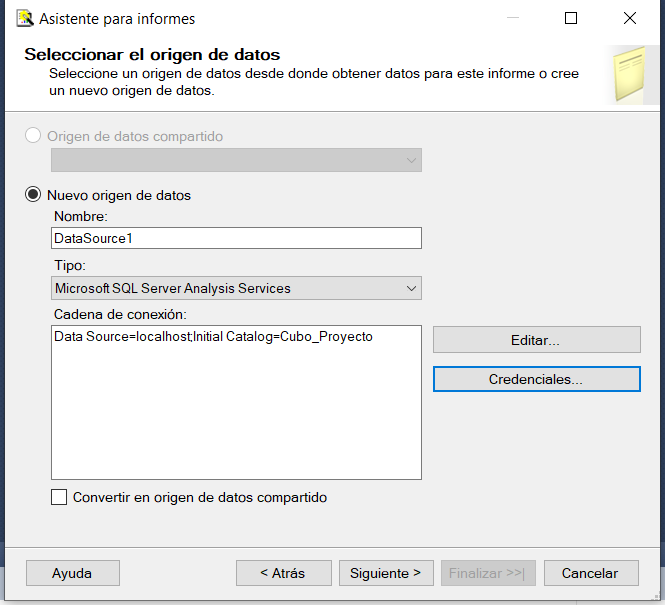 Asistente para informes
Seleccionar el origen de datos
Seleccione un origen de datos desde donde obtener datos para este informe o cree
un nuevo origen de datos.
Origen de datos compartido
Nuevo origen de datos
Nombre:
DataSource1
Tipo:
Microsoft SQL Server Analysis Services
Cadena de conexión:
Data Source=localhost;Initial Catalog=Cubo_Proyecto
Editar...
Credenciales...
Convertir en origen de datos compartido
Ayuda
< Atrás
Siguiente >
Finalizar >>|
Cancelar